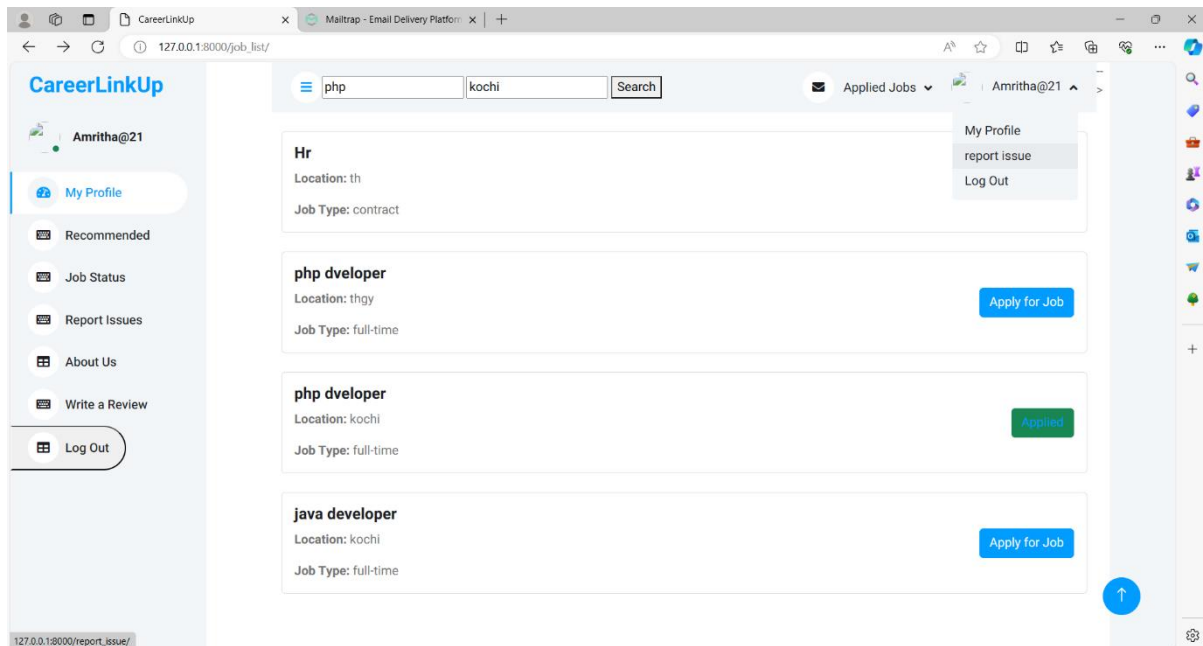 CareerLinkUp
Mailtrap - Email Delivery Platform
127.0.0.1:8000/job_list/
CareerLinkUp
php
kochi
Search
Applied Jobs
Amritha@21
Amritha@21
My Profile
report issue
Log Out
My Profile
Recommended
Job Status
Report Issues
About Us
Write a Review
Log Out
Hr
Location: th
Job Type: contract
php dveloper
Location: thgy
Job Type: full-time
Apply for Job
php dveloper
Location: kochi
Job Type: full-time
Applied
java developer
Location: kochi
Job Type: full-time
Apply for Job
127.0.0.1:8000/report_issue/